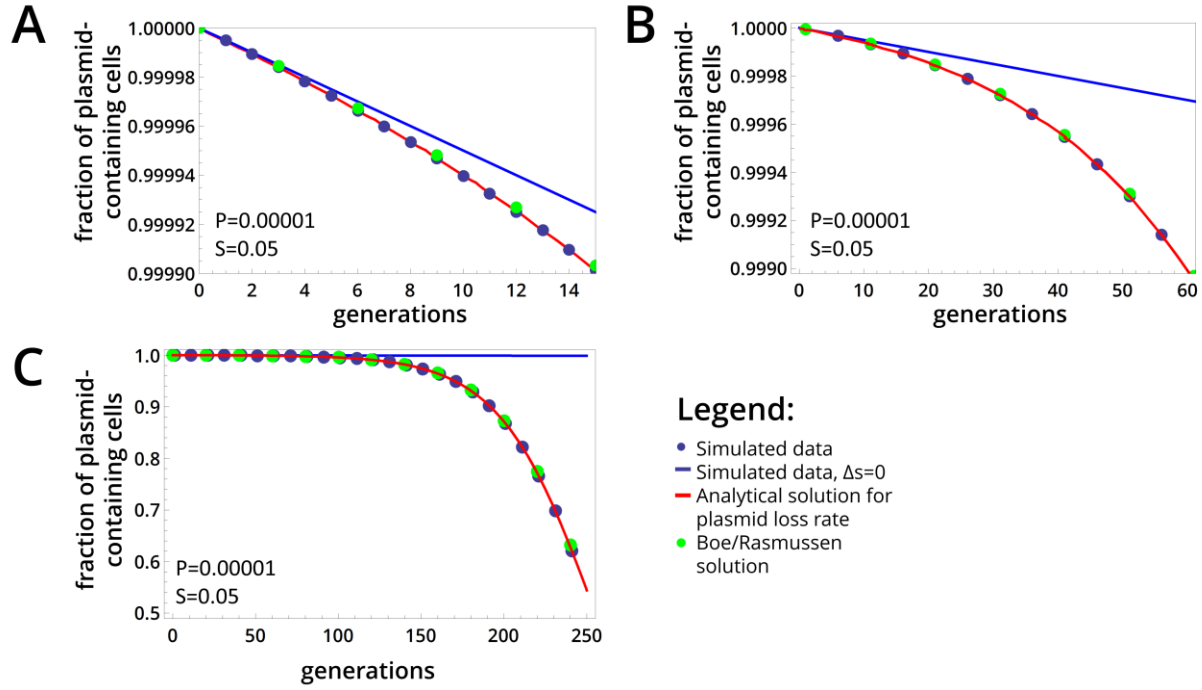 A
fraction of plasmid-
containing cells
1.00000
0.99998
0.99996
0.99994
0.99992
0.99990
P=0.00001
S=0.05
0 2 4 6 8 10 12 14
generations
B
fraction of plasmid-
containing cells
1.0000
0.9998
0.9996
0.9994
0.9992
0.9990
P=0.00001
S=0.05
0 10 20 30 40 50 60
generations
C
fraction of plasmid-
containing cells
1.0
0.9
0.8
0.7
0.6
0.5
P=0.00001
S=0.05
0 50 100 150 200 250
generations
Legend:
Simulated data
Simulated data, Δs=0
Analytical solution for
plasmid loss rate
Boe/Rasmussen
solution